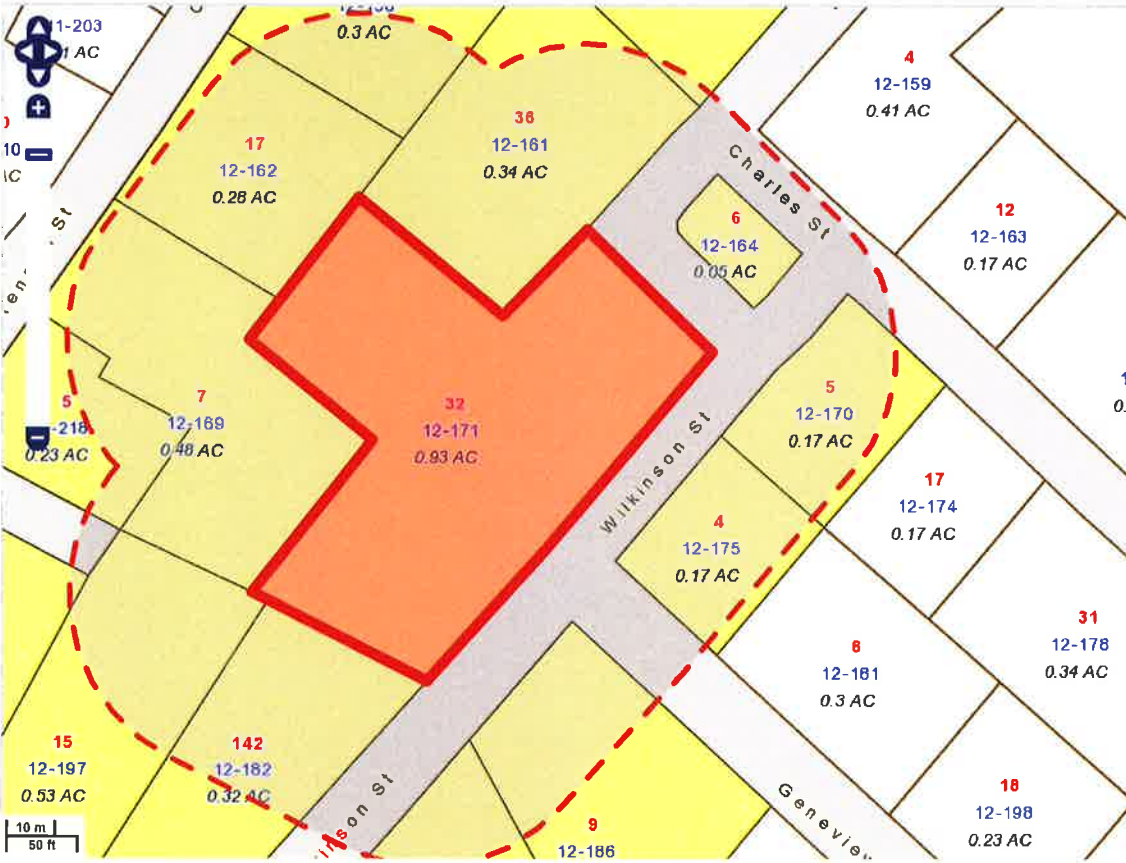 0.3 AC
4
12-159
0.41 AC
36
12-161
0.34 AC
17
12-162
0.28 AC
Charles St
12
12-163
0.17 AC
6
12-164
0.05 AC
St
5
-218
0.23 AC
7
12-169
0.48 AC
32
12-171
0.93 AC
5
12-170
0.17 AC
Wilkinson St
17
12-174
0.17 AC
4
12-175
0.17 AC
31
12-178
0.34 AC
6
12-181
0.3 AC
15
12-197
0.53 AC
142
12-182
0.32 AC
inson St
18
12-198
0.23 AC
Geneviev
9
12-186
10 m
50 ft